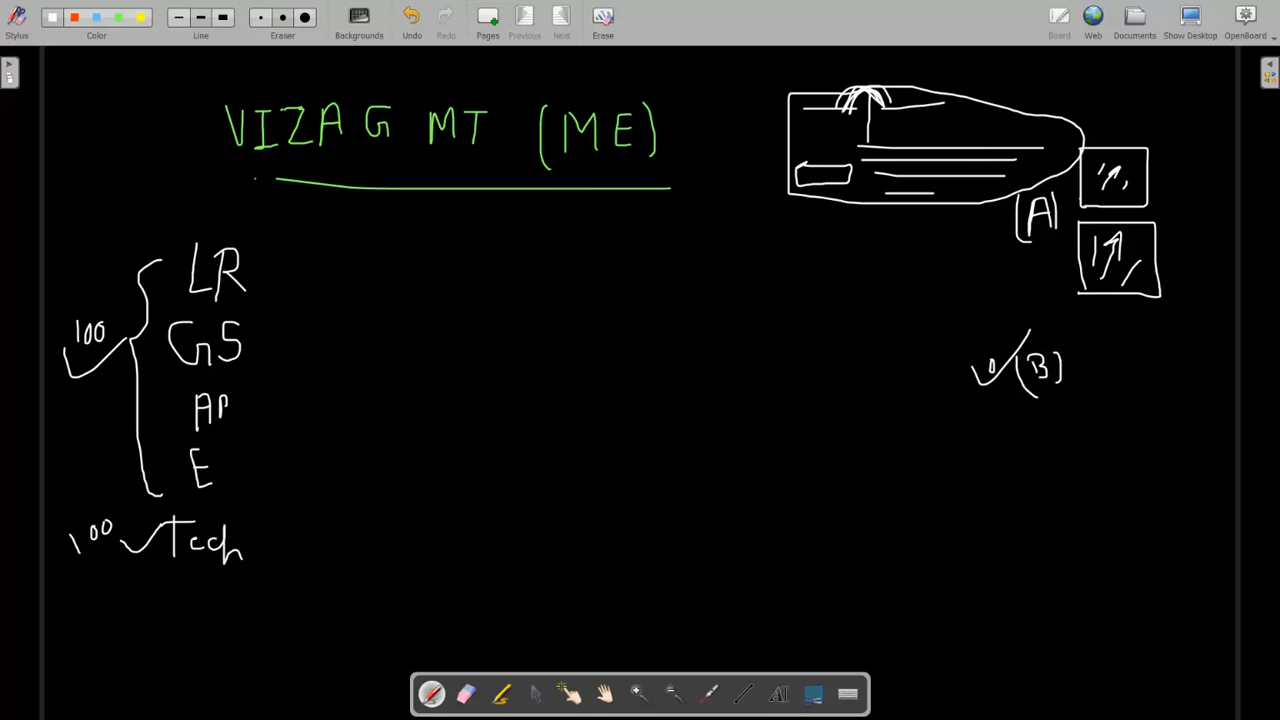 Stylus
Color
Line
Eraser
Backgrounds
Undo
Redo
Pages
Previous
Next
Erase
Board
Web
Documents
Show Desktop
OpenBoard
VIZAG MT (ME)
(A)
LR
100
GS
(B)
AP
E
100 Tech
AI